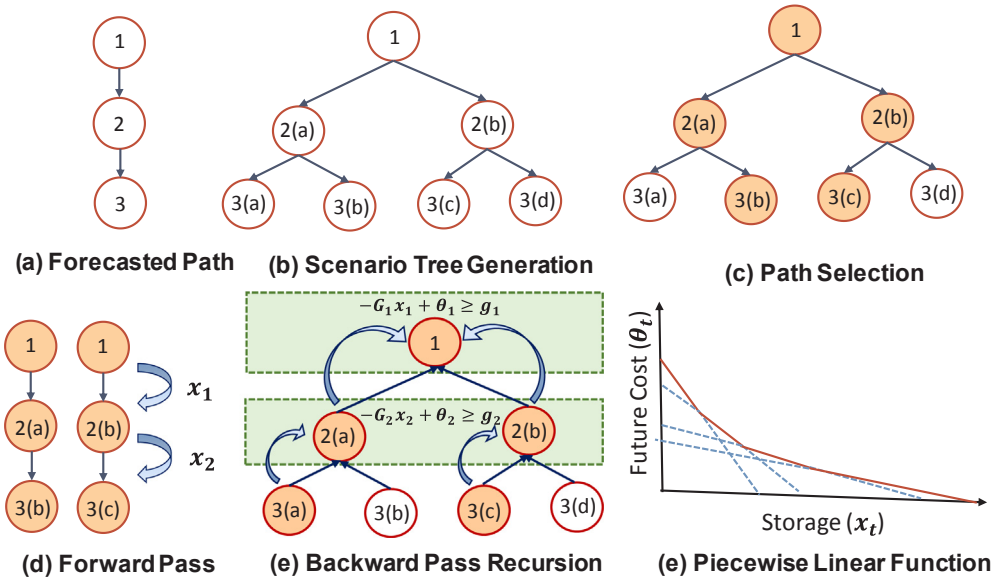 1
2
3
(a) Forecasted Path
1
2(a)
2(b)
3(a)
3(b)
3(c)
3(d)
(b) Scenario Tree Generation
1
2(a)
2(b)
3(a)
3(b)
3(c)
3(d)
(c) Path Selection
1
1
x₁
2(a)
2(b)
x₂
3(b)
3(c)
(d) Forward Pass
−G₁x₁ + θ₁ ≥ g₁
1
−G₂x₂ + θ₂ ≥ g₂
2(a)
2(b)
3(a)
3(b)
3(c)
3(d)
(e) Backward Pass Recursion
Future Cost (θₜ)
Storage (xₜ)
(e) Piecewise Linear Function